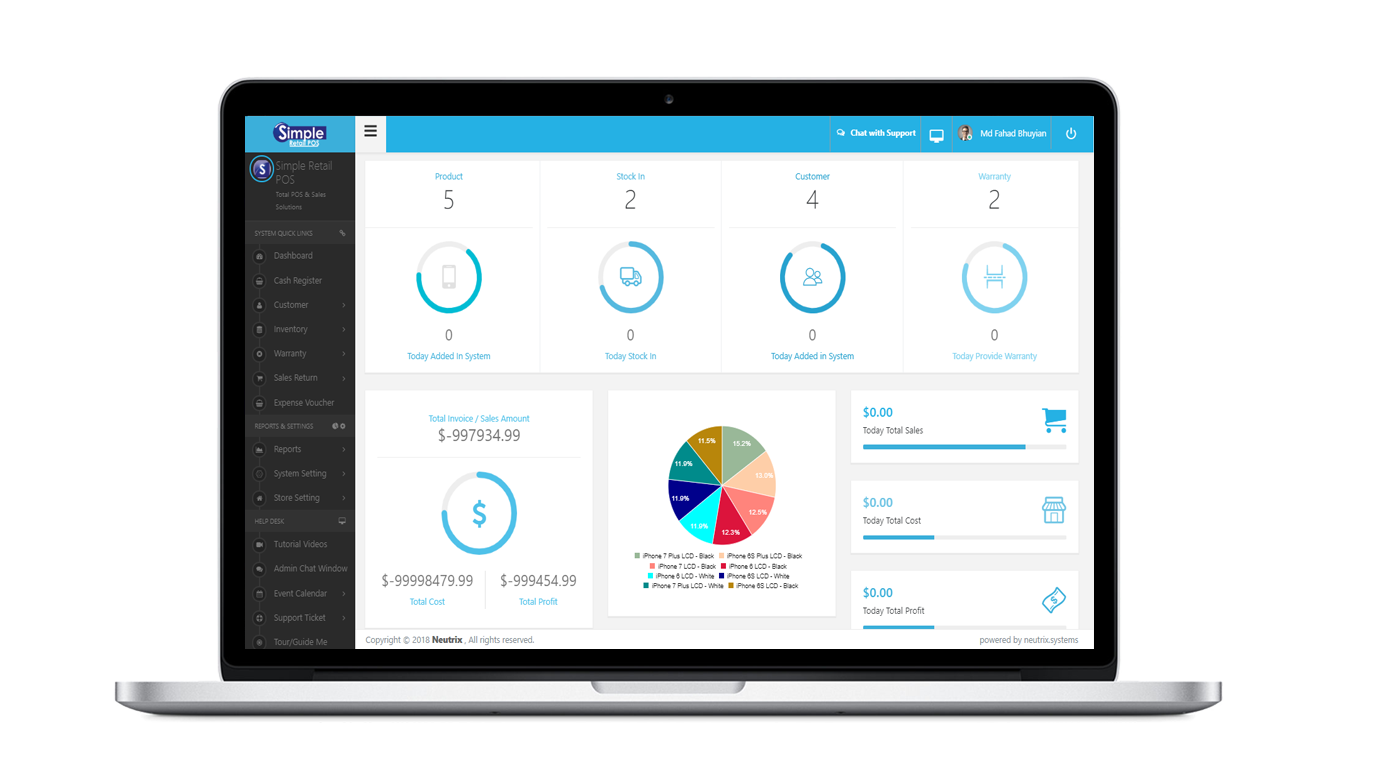 Simple
Retail POS
Chat with Support
Md Fahad Bhuyian
Simple Retail
POS
Total POS & Sales
Solutions
SYSTEM QUICK LINKS
Dashboard
Cash Register
Customer
Inventory
Warranty
Sales Return
Expense Voucher
REPORTS & SETTINGS
Reports
System Setting
Store Setting
HELP DESK
Tutorial Videos
Admin Chat Window
Event Calendar
Support Ticket
Tour/Guide Me
Product
5
0
Today Added In System
Stock In
2
0
Today Stock In
Customer
4
0
Today Added in System
Warranty
2
0
Today Provide Warranty
Total Invoice / Sales Amount
$-997934.99
$
$-99998479.99
Total Cost
$-999454.99
Total Profit
15.2%
12.5%
12.3%
11.9%
11.9%
11.9%
11.5%
iPhone 7 Plus LCD - Black iPhone 6S Plus LCD - Black
iPhone 7 LCD - Black iPhone 6 LCD - Black
iPhone 6 LCD - White iPhone 6S LCD - White
iPhone 7 Plus LCD - White iPhone 6S LCD - Black
$0.00
Today Total Sales
$0.00
Today Total Cost
$0.00
Today Total Profit
Copyright © 2018 Neutrix , All rights reserved.
powered by neutrix.systems